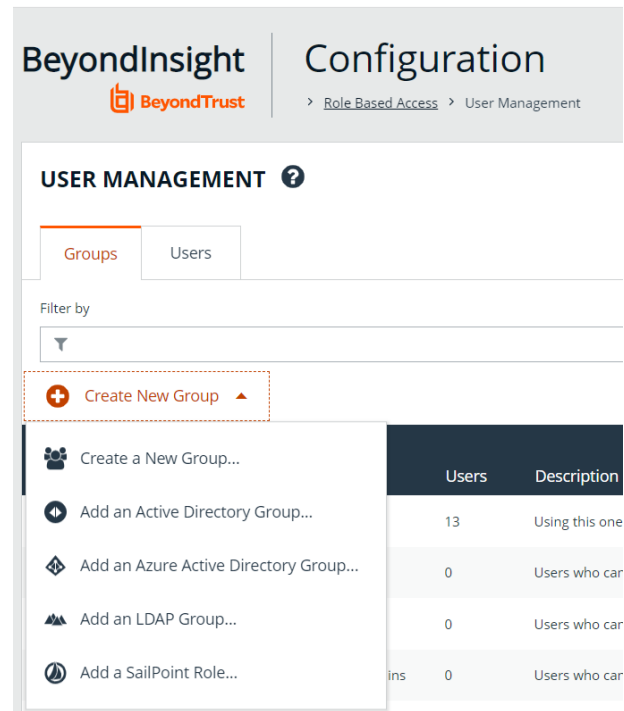 BeyondInsight
BeyondTrust
Configuration
> Role Based Access > User Management
USER MANAGEMENT ?
Groups Users
Filter by
Create New Group
Create a New Group...
Add an Active Directory Group...
Add an Azure Active Directory Group...
Add an LDAP Group...
Add a SailPoint Role...
Users Description
13 Using this one
0 Users who can
0 Users who can
ins 0 Users who can